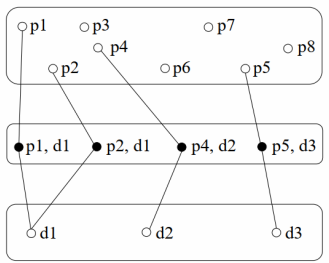 p1 p3 p7
p4 p8
p2 p6 p5
p1, d1 p2, d1 p4, d2 p5, d3
d1 d2 d3